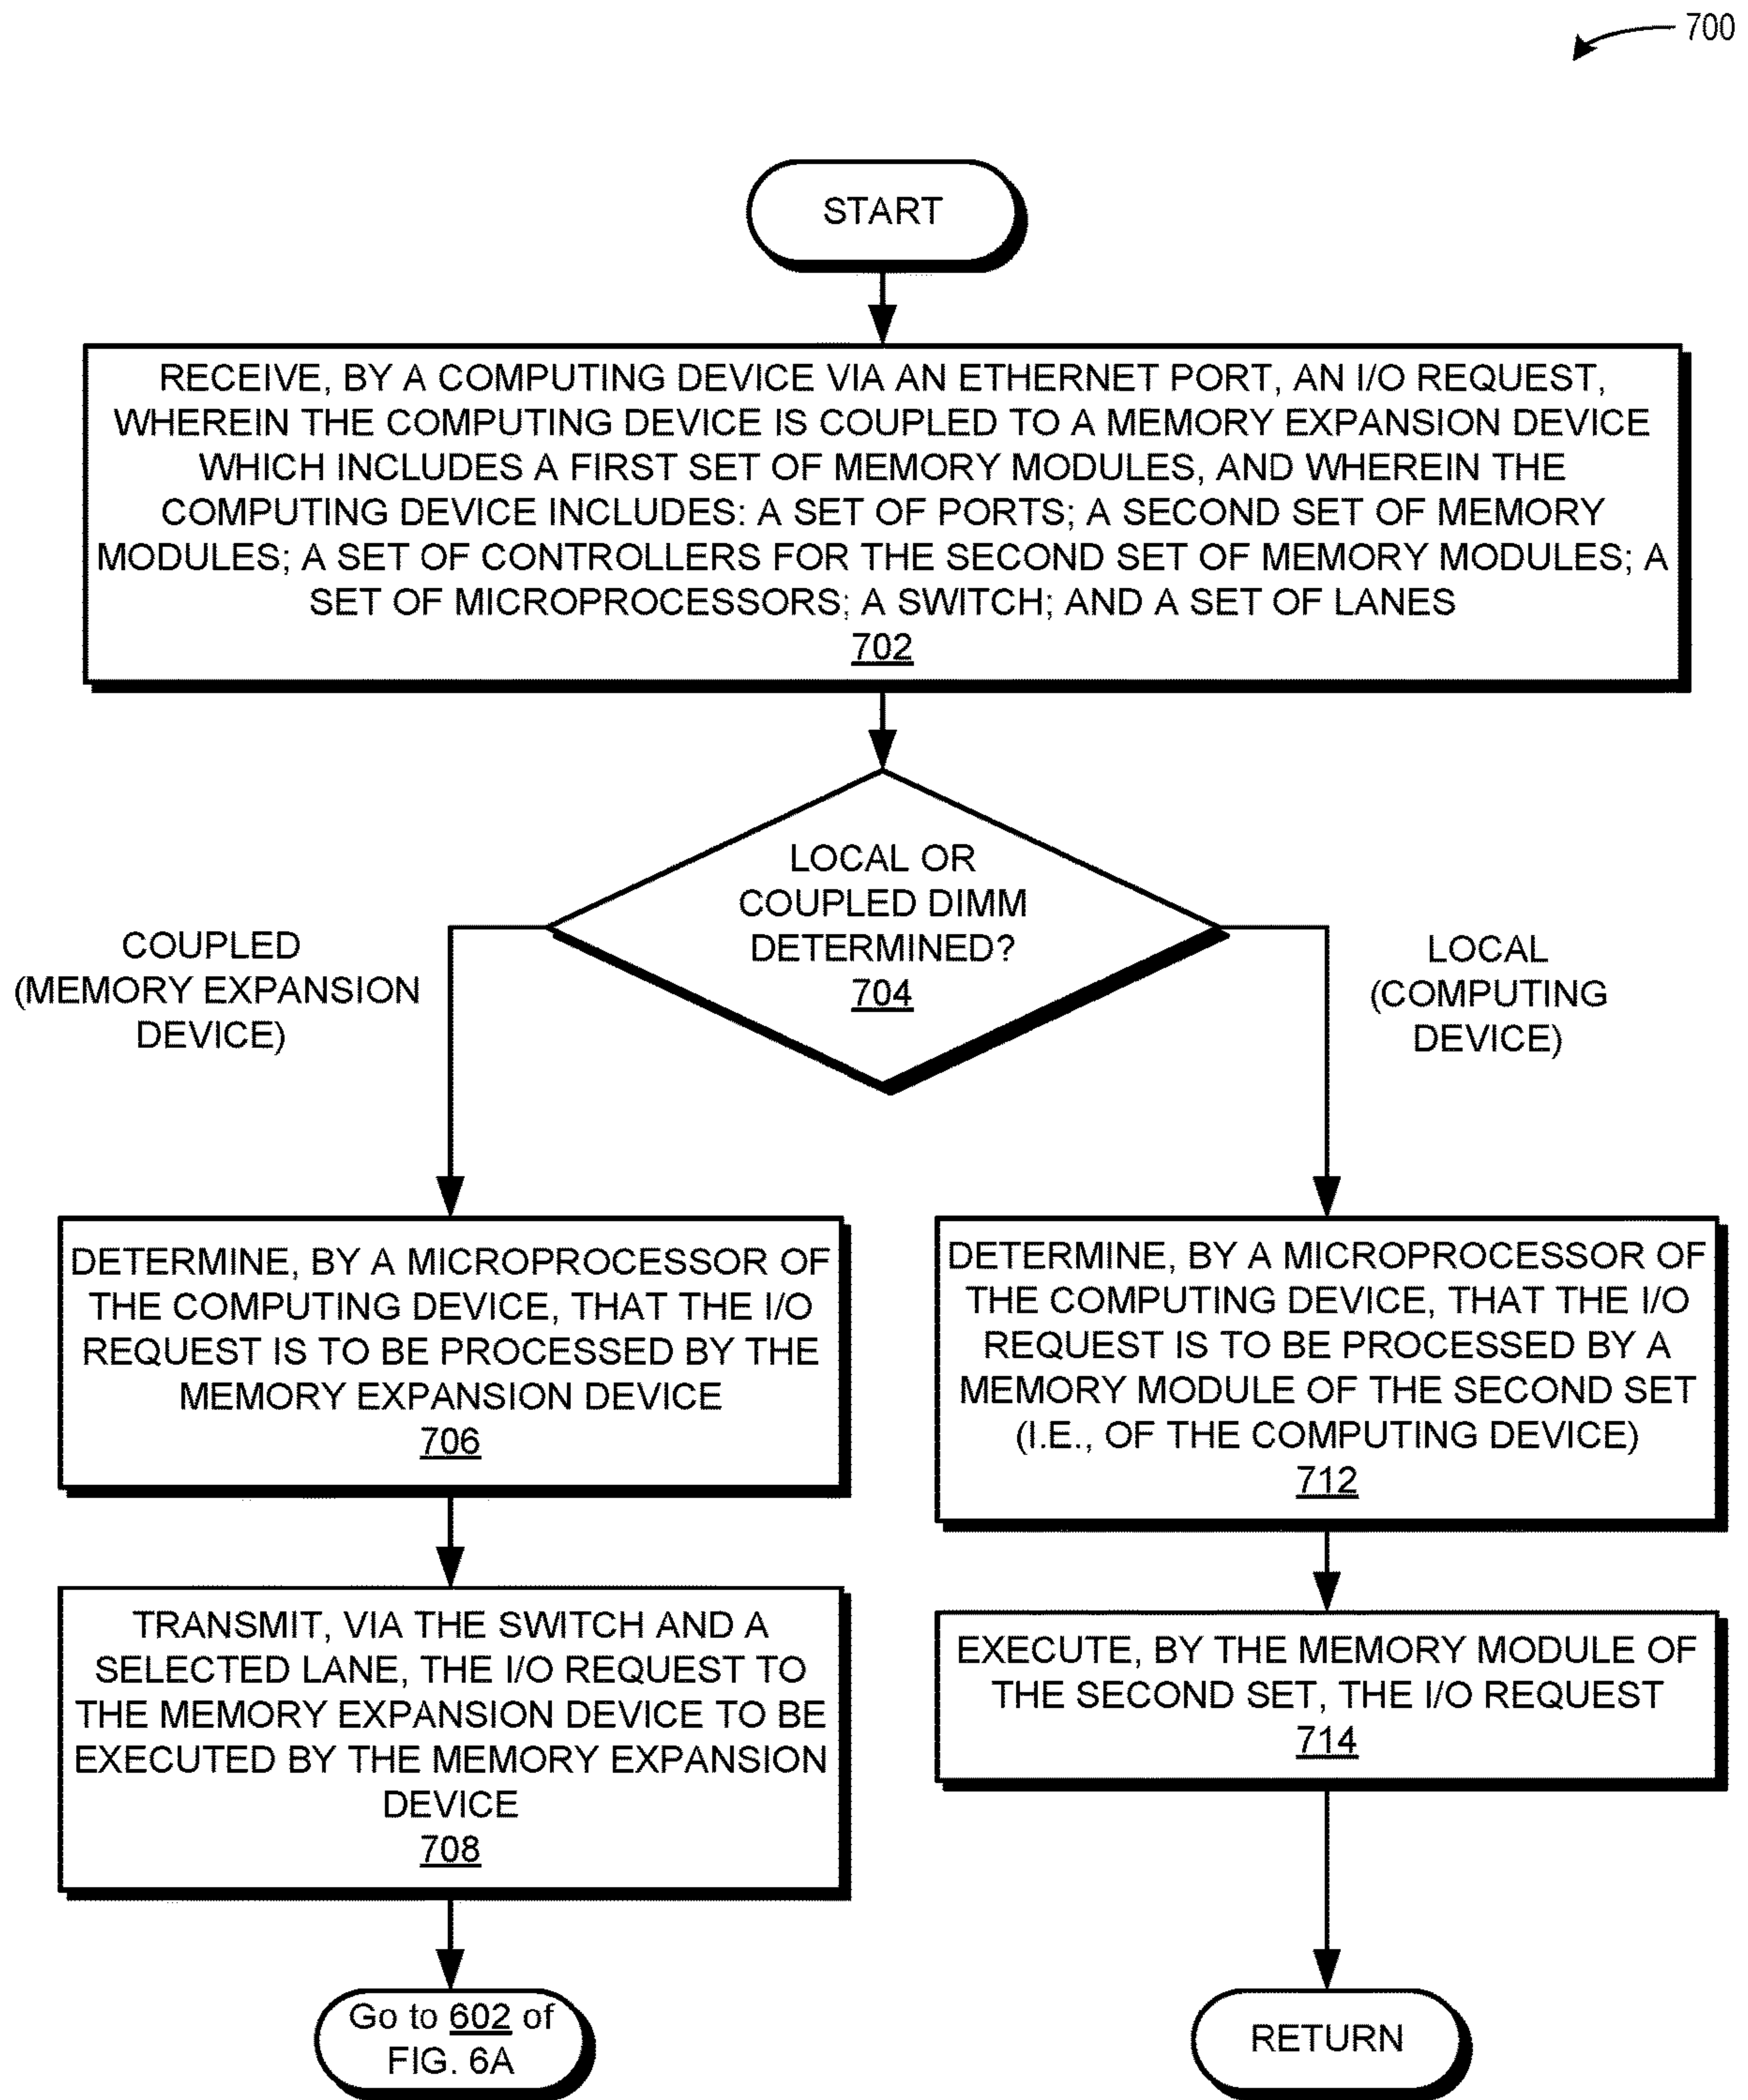 700
START
RECEIVE, BY A COMPUTING DEVICE VIA AN ETHERNET PORT, AN I/O REQUEST,
WHEREIN THE COMPUTING DEVICE IS COUPLED TO A MEMORY EXPANSION DEVICE
WHICH INCLUDES A FIRST SET OF MEMORY MODULES, AND WHEREIN THE
COMPUTING DEVICE INCLUDES: A SET OF PORTS; A SECOND SET OF MEMORY
MODULES; A SET OF CONTROLLERS FOR THE SECOND SET OF MEMORY MODULES; A
SET OF MICROPROCESSORS; A SWITCH; AND A SET OF LANES
702
LOCAL OR
COUPLED DIMM
DETERMINED?
704
COUPLED
(MEMORY EXPANSION
DEVICE)
LOCAL
(COMPUTING
DEVICE)
DETERMINE, BY A MICROPROCESSOR OF
THE COMPUTING DEVICE, THAT THE I/O
REQUEST IS TO BE PROCESSED BY THE
MEMORY EXPANSION DEVICE
706
TRANSMIT, VIA THE SWITCH AND A
SELECTED LANE, THE I/O REQUEST TO
THE MEMORY EXPANSION DEVICE TO BE
EXECUTED BY THE MEMORY EXPANSION
DEVICE
708
Go to 602 of
FIG. 6A
DETERMINE, BY A MICROPROCESSOR OF
THE COMPUTING DEVICE, THAT THE I/O
REQUEST IS TO BE PROCESSED BY A
MEMORY MODULE OF THE SECOND SET
(I.E., OF THE COMPUTING DEVICE)
712
EXECUTE, BY THE MEMORY MODULE OF
THE SECOND SET, THE I/O REQUEST
714
RETURN